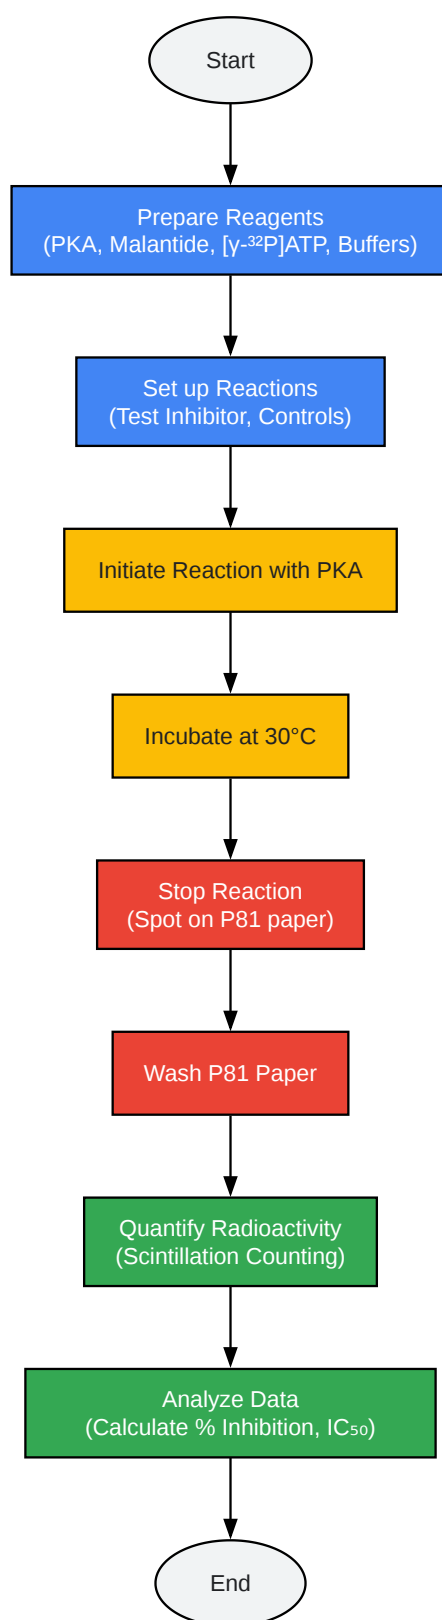 Start
Prepare Reagents
(PKA, Malantide, [γ-³²P]ATP, Buffers)
Set up Reactions
(Test Inhibitor, Controls)
Initiate Reaction with PKA
Incubate at 30°C
Stop Reaction
(Spot on P81 paper)
Wash P81 Paper
Quantify Radioactivity
(Scintillation Counting)
Analyze Data
(Calculate % Inhibition, IC₅₀)
End